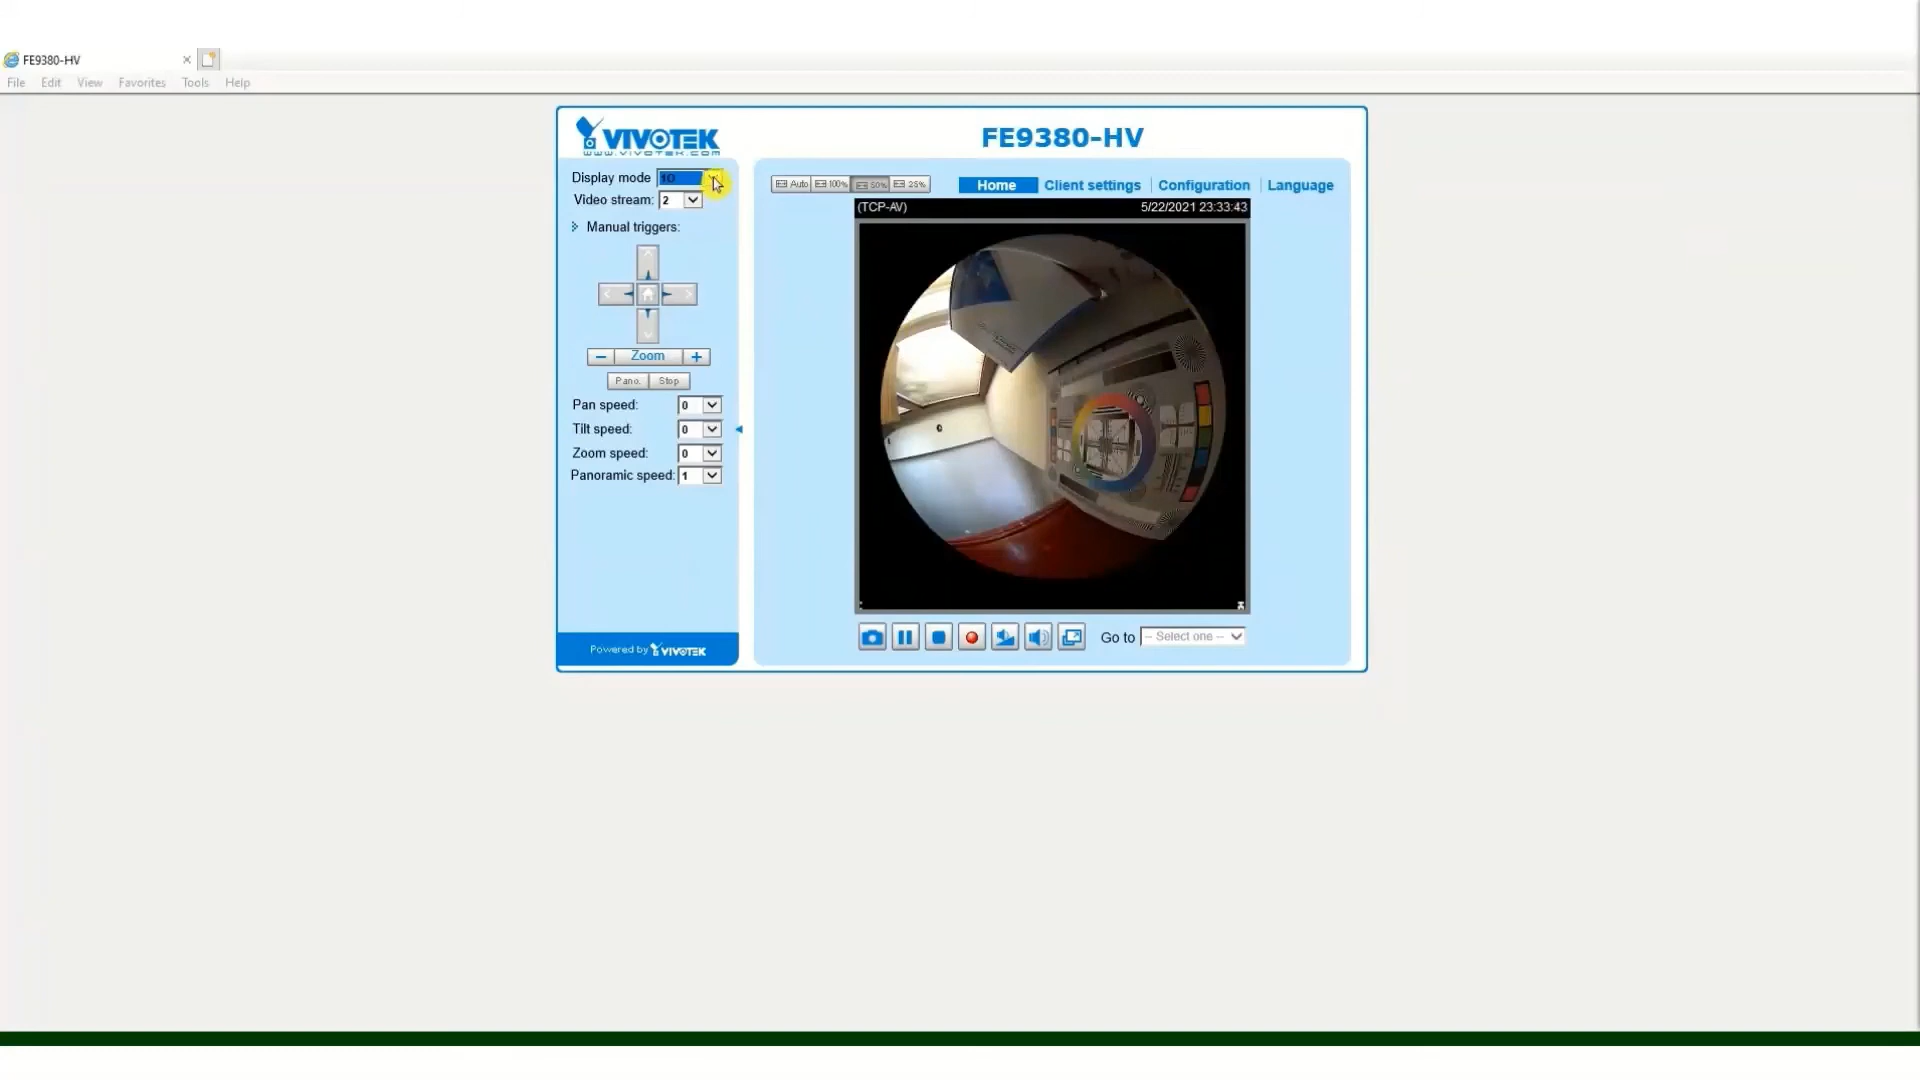 FE9380-HV
File Edit View Favorites Tools Help
VIVOTEK
www.vivotek.com
FE9380-HV
Display mode 1O
Video stream: 2
Manual triggers:
Zoom
Pano. Stop
Pan speed: 0
Tilt speed: 0
Zoom speed: 0
Panoramic speed: 1
Powered by VIVOTEK
Auto 100% 50% 25%
Home Client settings Configuration Language
(TCP-AV) 5/22/2021 23:33:43
Go to -- Select one --